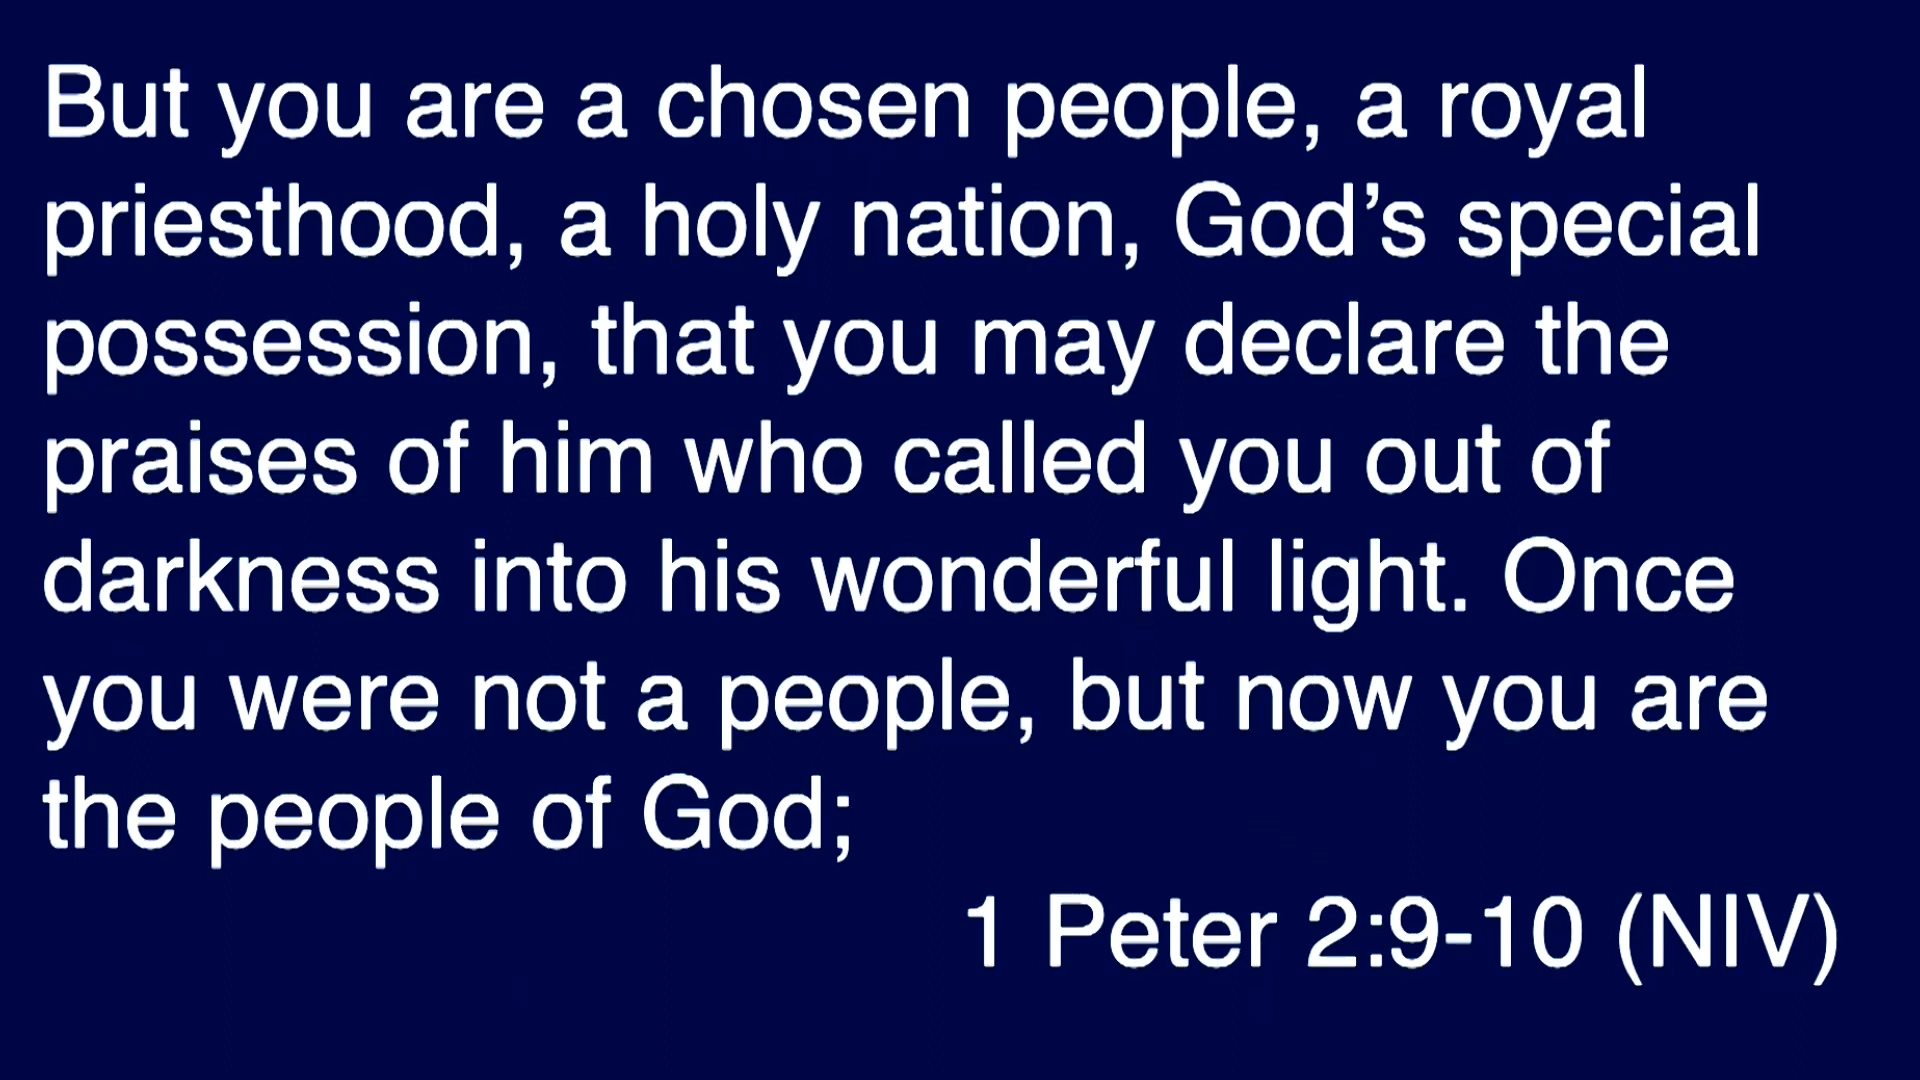 But you are a chosen people, a royal
priesthood, a holy nation, God’s special
possession, that you may declare the
praises of him who called you out of
darkness into his wonderful light. Once
you were not a people, but now you are
the people of God;
1 Peter 2:9-10 (NIV)